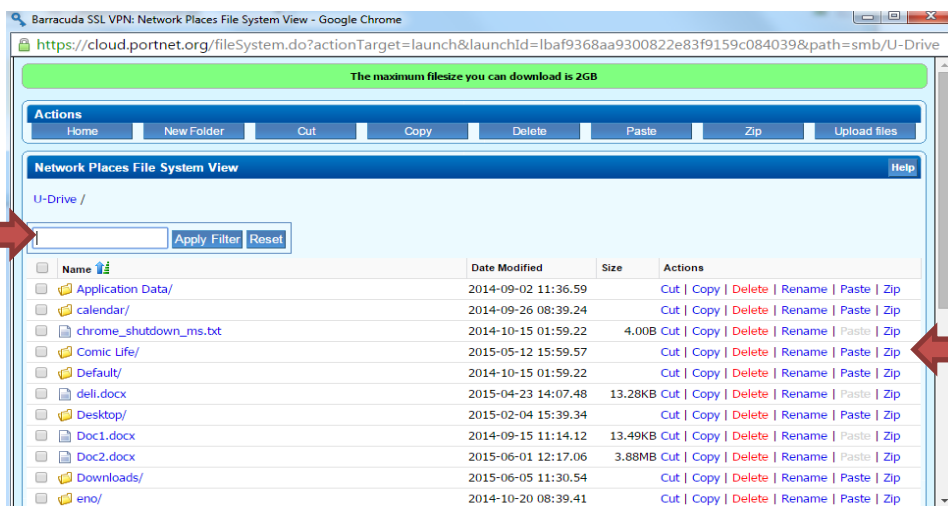 Barracuda SSL VPN: Network Places File System View - Google Chrome
https://cloud.portnet.org/fileSystem.do?actionTarget=launch&launchId=lbaf9368aa9300822e83f9159c084039&path=smb/U-Drive
The maximum filesize you can download is 2GB
Actions
Home New Folder Cut Copy Delete Paste Zip Upload files
Network Places File System View Help
U-Drive /
Apply Filter Reset
Name Date Modified Size Actions
Application Data/ 2014-09-02 11:36.59 Cut | Copy | Delete | Rename | Paste | Zip
calendar/ 2014-09-26 08:39.24 Cut | Copy | Delete | Rename | Paste | Zip
chrome_shutdown_ms.txt 2014-10-15 01:59.22 4.00B Cut | Copy | Delete | Rename | Paste | Zip
Comic Life/ 2015-05-12 15:59.57 Cut | Copy | Delete | Rename | Paste | Zip
Default/ 2014-10-15 01:59.22 Cut | Copy | Delete | Rename | Paste | Zip
deli.docx 2015-04-23 14:07.48 13.28KB Cut | Copy | Delete | Rename | Paste | Zip
Desktop/ 2015-02-04 15:39.34 Cut | Copy | Delete | Rename | Paste | Zip
Doc1.docx 2014-09-15 11:14.12 13.49KB Cut | Copy | Delete | Rename | Paste | Zip
Doc2.docx 2015-06-01 12:17.06 3.88MB Cut | Copy | Delete | Rename | Paste | Zip
Downloads/ 2015-06-05 11:30.54 Cut | Copy | Delete | Rename | Paste | Zip
eno/ 2014-10-20 08:39.41 Cut | Copy | Delete | Rename | Paste | Zip